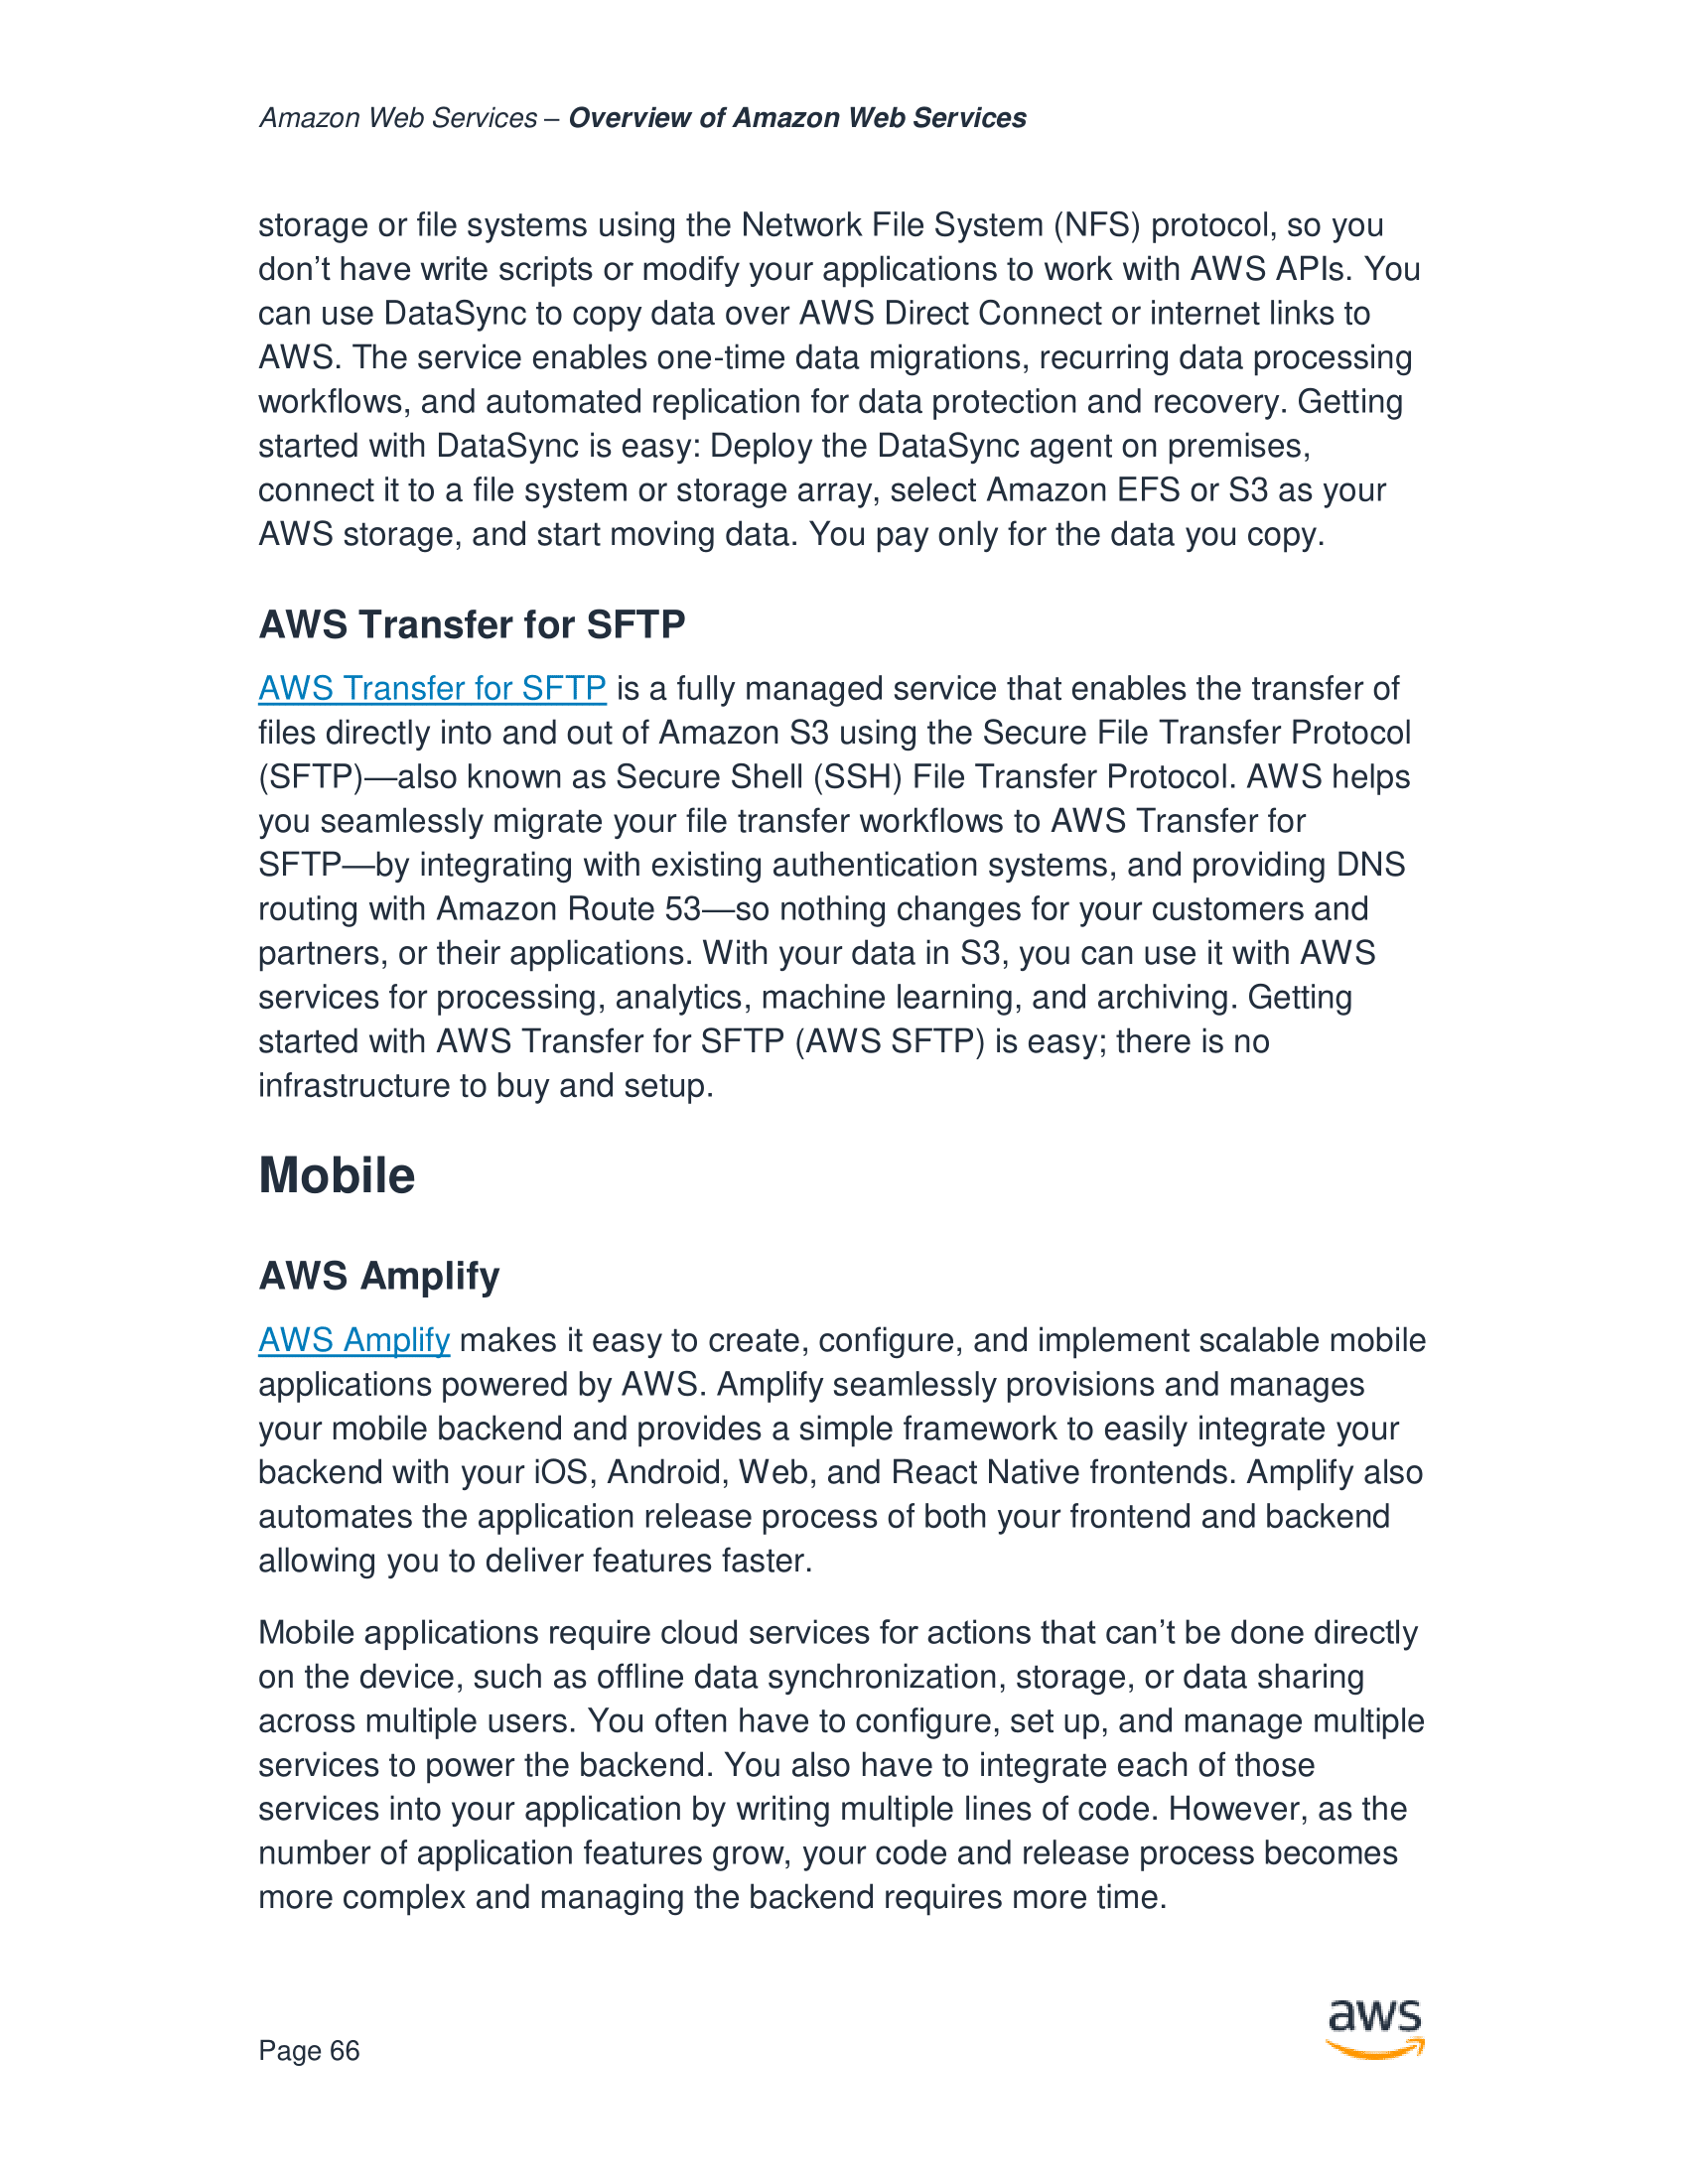 Amazon Web Services – Overview of Amazon Web Services
storage or file systems using the Network File System (NFS) protocol, so you
don’t have write scripts or modify your applications to work with AWS APIs. You
can use DataSync to copy data over AWS Direct Connect or internet links to
AWS. The service enables one-time data migrations, recurring data processing
workflows, and automated replication for data protection and recovery. Getting
started with DataSync is easy: Deploy the DataSync agent on premises,
connect it to a file system or storage array, select Amazon EFS or S3 as your
AWS storage, and start moving data. You pay only for the data you copy.
AWS Transfer for SFTP
AWS Transfer for SFTP is a fully managed service that enables the transfer of
files directly into and out of Amazon S3 using the Secure File Transfer Protocol
(SFTP)—also known as Secure Shell (SSH) File Transfer Protocol. AWS helps
you seamlessly migrate your file transfer workflows to AWS Transfer for
SFTP—by integrating with existing authentication systems, and providing DNS
routing with Amazon Route 53—so nothing changes for your customers and
partners, or their applications. With your data in S3, you can use it with AWS
services for processing, analytics, machine learning, and archiving. Getting
started with AWS Transfer for SFTP (AWS SFTP) is easy; there is no
infrastructure to buy and setup.
Mobile
AWS Amplify
AWS Amplify makes it easy to create, configure, and implement scalable mobile
applications powered by AWS. Amplify seamlessly provisions and manages
your mobile backend and provides a simple framework to easily integrate your
backend with your iOS, Android, Web, and React Native frontends. Amplify also
automates the application release process of both your frontend and backend
allowing you to deliver features faster.
Mobile applications require cloud services for actions that can’t be done directly
on the device, such as offline data synchronization, storage, or data sharing
across multiple users. You often have to configure, set up, and manage multiple
services to power the backend. You also have to integrate each of those
services into your application by writing multiple lines of code. However, as the
number of application features grow, your code and release process becomes
more complex and managing the backend requires more time.
aws
Page 66